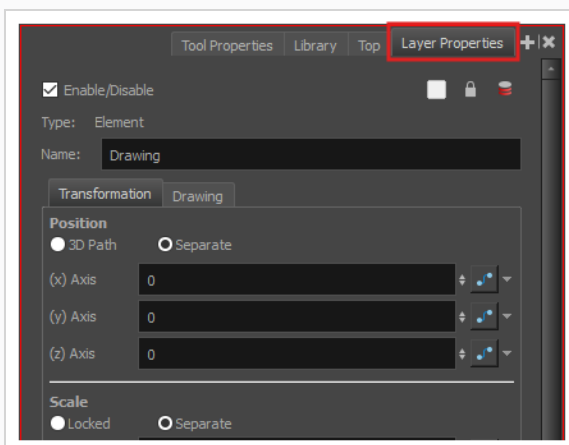 Tool Properties Library Top Layer Properties
Enable/Disable
Type: Element
Name: Drawing
Transformation Drawing
Position
3D Path Separate
(x) Axis 0
(y) Axis 0
(z) Axis 0
Scale
Locked Separate